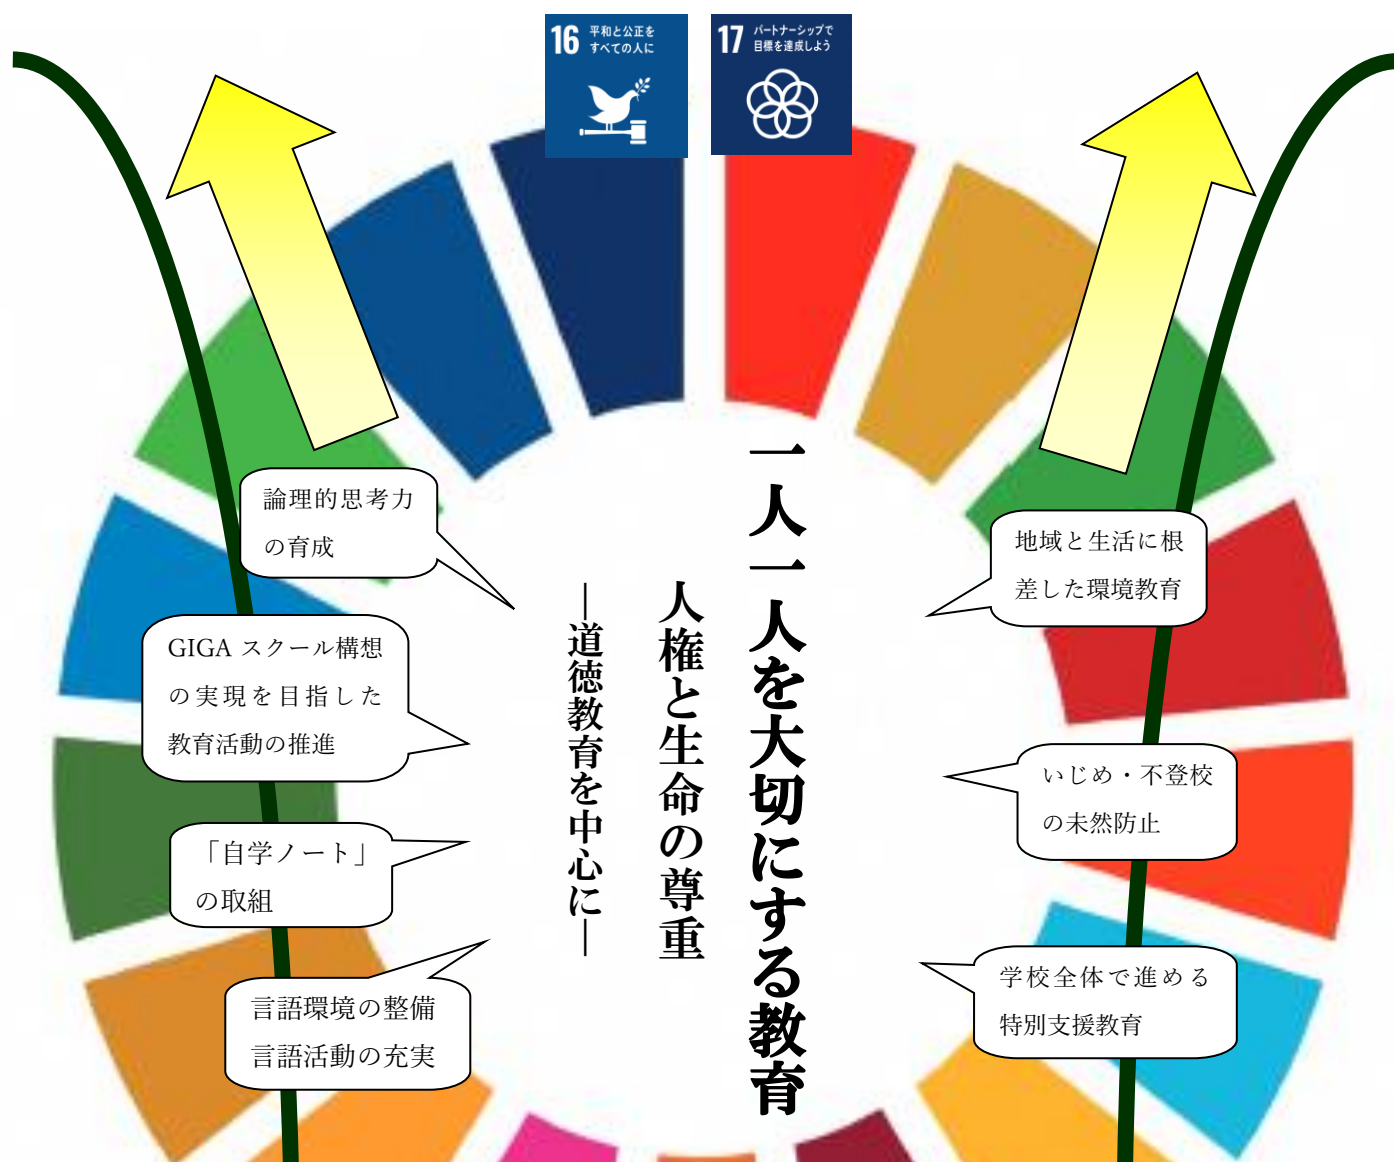 16 平和と公正を
すべての人に
17 パートナーシップで
目標を達成しよう
一人一人を大切にする教育
人権と生命の尊重
―道徳教育を中心に―
論理的思考力
の育成
GIGA スクール構想
の実現を目指した
教育活動の推進
「自学ノート」
の取組
言語環境の整備
言語活動の充実
地域と生活に根
差した環境教育
いじめ・不登校
の未然防止
学校全体で進める
特別支援教育